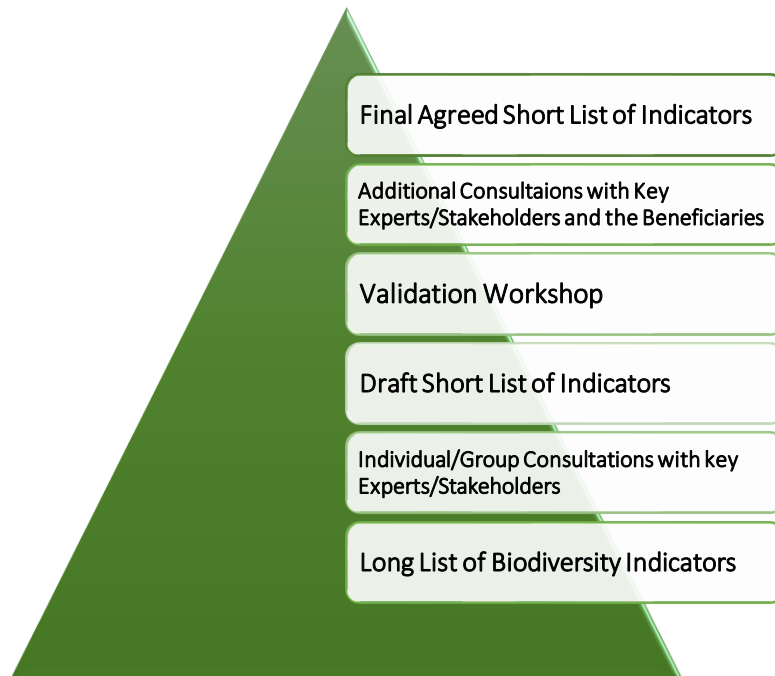 Final Agreed Short List of Indicators
Additional Consultaions with Key
Experts/Stakeholders and the Beneficiaries
Validation Workshop
Draft Short List of Indicators
Individual/Group Consultations with key
Experts/Stakeholders
Long List of Biodiversity Indicators